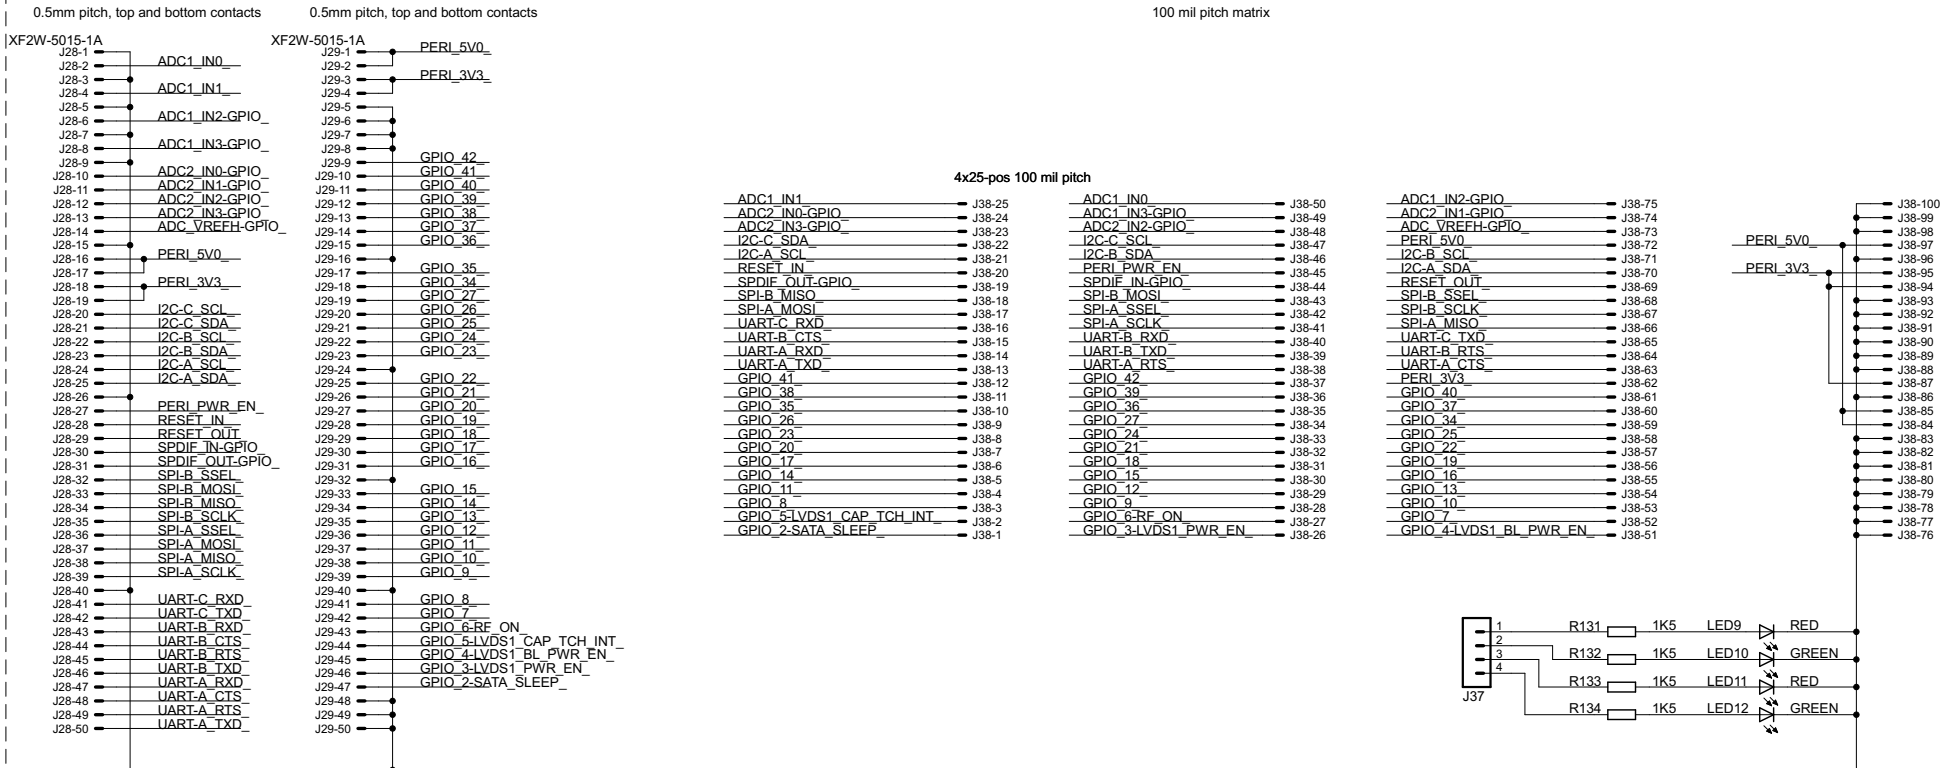 0.5mm pitch, top and bottom contacts
0.5mm pitch, top and bottom contacts
100 mil pitch matrix
XF2W-5015-1A
J28-1
J28-2 ADC1_IN0_
J28-3
J28-4 ADC1_IN1_
J28-5
J28-6 ADC1_IN2-GPIO_
J28-7
J28-8 ADC1_IN3-GPIO_
J28-9
J28-10 ADC2_IN0-GPIO_
J28-11 ADC2_IN1-GPIO_
J28-12 ADC2_IN2-GPIO_
J28-13 ADC2_IN3-GPIO_
J28-14 ADC_VREFH-GPIO_
J28-15
J28-16 PERI_5V0_
J28-17
J28-18 PERI_3V3_
J28-19
J28-20 I2C-C_SCL_
J28-21 I2C-C_SDA_
J28-22 I2C-B_SCL_
J28-23 I2C-B_SDA_
J28-24 I2C-A_SCL_
J28-25 I2C-A_SDA_
J28-26
J28-27 PERI_PWR_EN_
J28-28 RESET_IN_
J28-29 RESET_OUT_
J28-30 SPDIF_IN-GPIO_
J28-31 SPDIF_OUT-GPIO_
J28-32 SPI-B_SSEL_
J28-33 SPI-B_MOSI_
J28-34 SPI-B_MISO_
J28-35 SPI-B_SCLK_
J28-36 SPI-A_SSEL_
J28-37 SPI-A_MOSI_
J28-38 SPI-A_MISO_
J28-39 SPI-A_SCLK_
J28-40
J28-41 UART-C_RXD_
J28-42 UART-C_TXD_
J28-43 UART-B_RXD_
J28-44 UART-B_CTS_
J28-45 UART-B_RTS_
J28-46 UART-B_TXD_
J28-47 UART-A_RXD_
J28-48 UART-A_CTS_
J28-49 UART-A_RTS_
J28-50 UART-A_TXD_
XF2W-5015-1A
J29-1 PERI_5V0_
J29-2
J29-3 PERI_3V3_
J29-4
J29-5
J29-6
J29-7
J29-8
J29-9 GPIO_42_
J29-10 GPIO_41_
J29-11 GPIO_40_
J29-12 GPIO_39_
J29-13 GPIO_38_
J29-14 GPIO_37_
J29-15 GPIO_36_
J29-16
J29-17 GPIO_35_
J29-18 GPIO_34_
J29-19 GPIO_27_
J29-20 GPIO_26_
J29-21 GPIO_25_
J29-22 GPIO_24_
J29-23 GPIO_23_
J29-24
J29-25 GPIO_22_
J29-26 GPIO_21_
J29-27 GPIO_20_
J29-28 GPIO_19_
J29-29 GPIO_18_
J29-30 GPIO_17_
J29-31 GPIO_16_
J29-32
J29-33 GPIO_15_
J29-34 GPIO_14_
J29-35 GPIO_13_
J29-36 GPIO_12_
J29-37 GPIO_11_
J29-38 GPIO_10_
J29-39 GPIO_9_
J29-40
J29-41 GPIO_8_
J29-42 GPIO_7_
J29-43 GPIO_6-RF_ON_
J29-44 GPIO_5-LVDS1_CAP_TCH_INT_
J29-45 GPIO_4-LVDS1_BL_PWR_EN_
J29-46 GPIO_3-LVDS1_PWR_EN_
J29-47 GPIO_2-SATA_SLEEP_
J29-48
J29-49
J29-50
4x25-pos 100 mil pitch
ADC1_IN1_ J38-25
ADC2_IN0-GPIO_ J38-24
ADC2_IN3-GPIO_ J38-23
I2C-C_SDA_ J38-22
I2C-A_SCL_ J38-21
RESET_IN_ J38-20
SPDIF_OUT-GPIO_ J38-19
SPI-B_MISO_ J38-18
SPI-A_MOSI_ J38-17
UART-C_RXD_ J38-16
UART-B_CTS_ J38-15
UART-A_RXD_ J38-14
UART-A_TXD_ J38-13
GPIO_41_ J38-12
GPIO_38_ J38-11
GPIO_35_ J38-10
GPIO_26_ J38-9
GPIO_23_ J38-8
GPIO_20_ J38-7
GPIO_17_ J38-6
GPIO_14_ J38-5
GPIO_11_ J38-4
GPIO_8_ J38-3
GPIO_5-LVDS1_CAP_TCH_INT_ J38-2
GPIO_2-SATA_SLEEP_ J38-1
ADC1_IN0_ J38-50
ADC1_IN3-GPIO_ J38-49
ADC2_IN2-GPIO_ J38-48
I2C-C_SCL_ J38-47
I2C-B_SDA_ J38-46
PERI_PWR_EN_ J38-45
SPDIF_IN-GPIO_ J38-44
SPI-B_MOSI_ J38-43
SPI-A_SSEL_ J38-42
SPI-A_SCLK_ J38-41
UART-B_RXD_ J38-40
UART-B_TXD_ J38-39
UART-A_RTS_ J38-38
GPIO_42_ J38-37
GPIO_39_ J38-36
GPIO_36_ J38-35
GPIO_27_ J38-34
GPIO_24_ J38-33
GPIO_21_ J38-32
GPIO_18_ J38-31
GPIO_15_ J38-30
GPIO_12_ J38-29
GPIO_9_ J38-28
GPIO_6-RF_ON_ J38-27
GPIO_3-LVDS1_PWR_EN_ J38-26
ADC1_IN2-GPIO_ J38-75
ADC2_IN1-GPIO_ J38-74
ADC_VREFH-GPIO_ J38-73
PERI_5V0_ J38-72
I2C-B_SCL_ J38-71
I2C-A_SDA_ J38-70
RESET_OUT_ J38-69
SPI-B_SSEL_ J38-68
SPI-B_SCLK_ J38-67
SPI-A_MISO_ J38-66
UART-C_TXD_ J38-65
UART-B_RTS_ J38-64
UART-A_CTS_ J38-63
PERI_3V3_ J38-62
GPIO_40_ J38-61
GPIO_37_ J38-60
GPIO_34_ J38-59
GPIO_25_ J38-58
GPIO_22_ J38-57
GPIO_19_ J38-56
GPIO_16_ J38-55
GPIO_13_ J38-54
GPIO_10_ J38-53
GPIO_7_ J38-52
GPIO_4-LVDS1_BL_PWR_EN_ J38-51
J38-100
J38-99
J38-98
PERI_5V0_ J38-97
J38-96
PERI_3V3_ J38-95
J38-94
J38-93
J38-92
J38-91
J38-90
J38-89
J38-88
J38-87
J38-86
J38-85
J38-84
J38-83
J38-82
J38-81
J38-80
J38-79
J38-78
J38-77
J38-76
1 R131 1K5 LED9 RED
2 R132 1K5 LED10 GREEN
3 R133 1K5 LED11 RED
4 R134 1K5 LED12 GREEN
J37